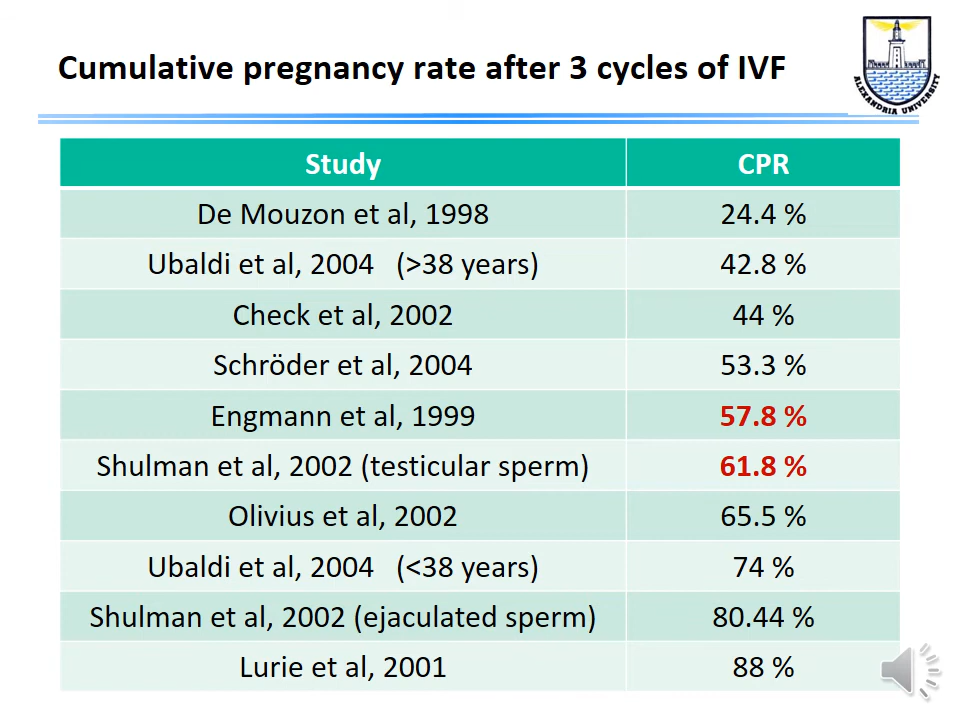 Cumulative pregnancy rate after 3 cycles of IVF
ALEXANDRIA UNIVERSITY
Study CPR
De Mouzon et al, 1998 24.4 %
Ubaldi et al, 2004 (>38 years) 42.8 %
Check et al, 2002 44 %
Schröder et al, 2004 53.3 %
Engmann et al, 1999 57.8 %
Shulman et al, 2002 (testicular sperm) 61.8 %
Olivius et al, 2002 65.5 %
Ubaldi et al, 2004 (<38 years) 74 %
Shulman et al, 2002 (ejaculated sperm) 80.44 %
Lurie et al, 2001 88 %